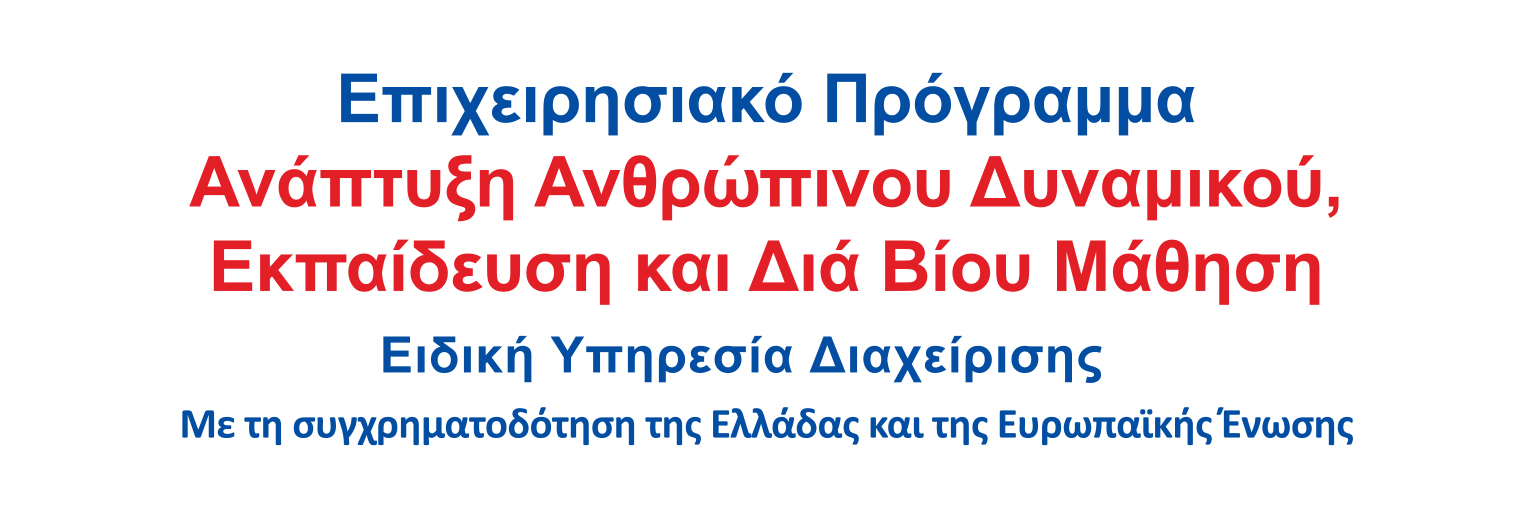 Επιχειρησιακό Πρόγραμμα
Ανάπτυξη Ανθρώπινου Δυναμικού,
Εκπαίδευση και Διά Βίου Μάθηση
Ειδική Υπηρεσία Διαχείρισης
Με τη συγχρηματοδότηση της Ελλάδας και της Ευρωπαϊκής Ένωσης